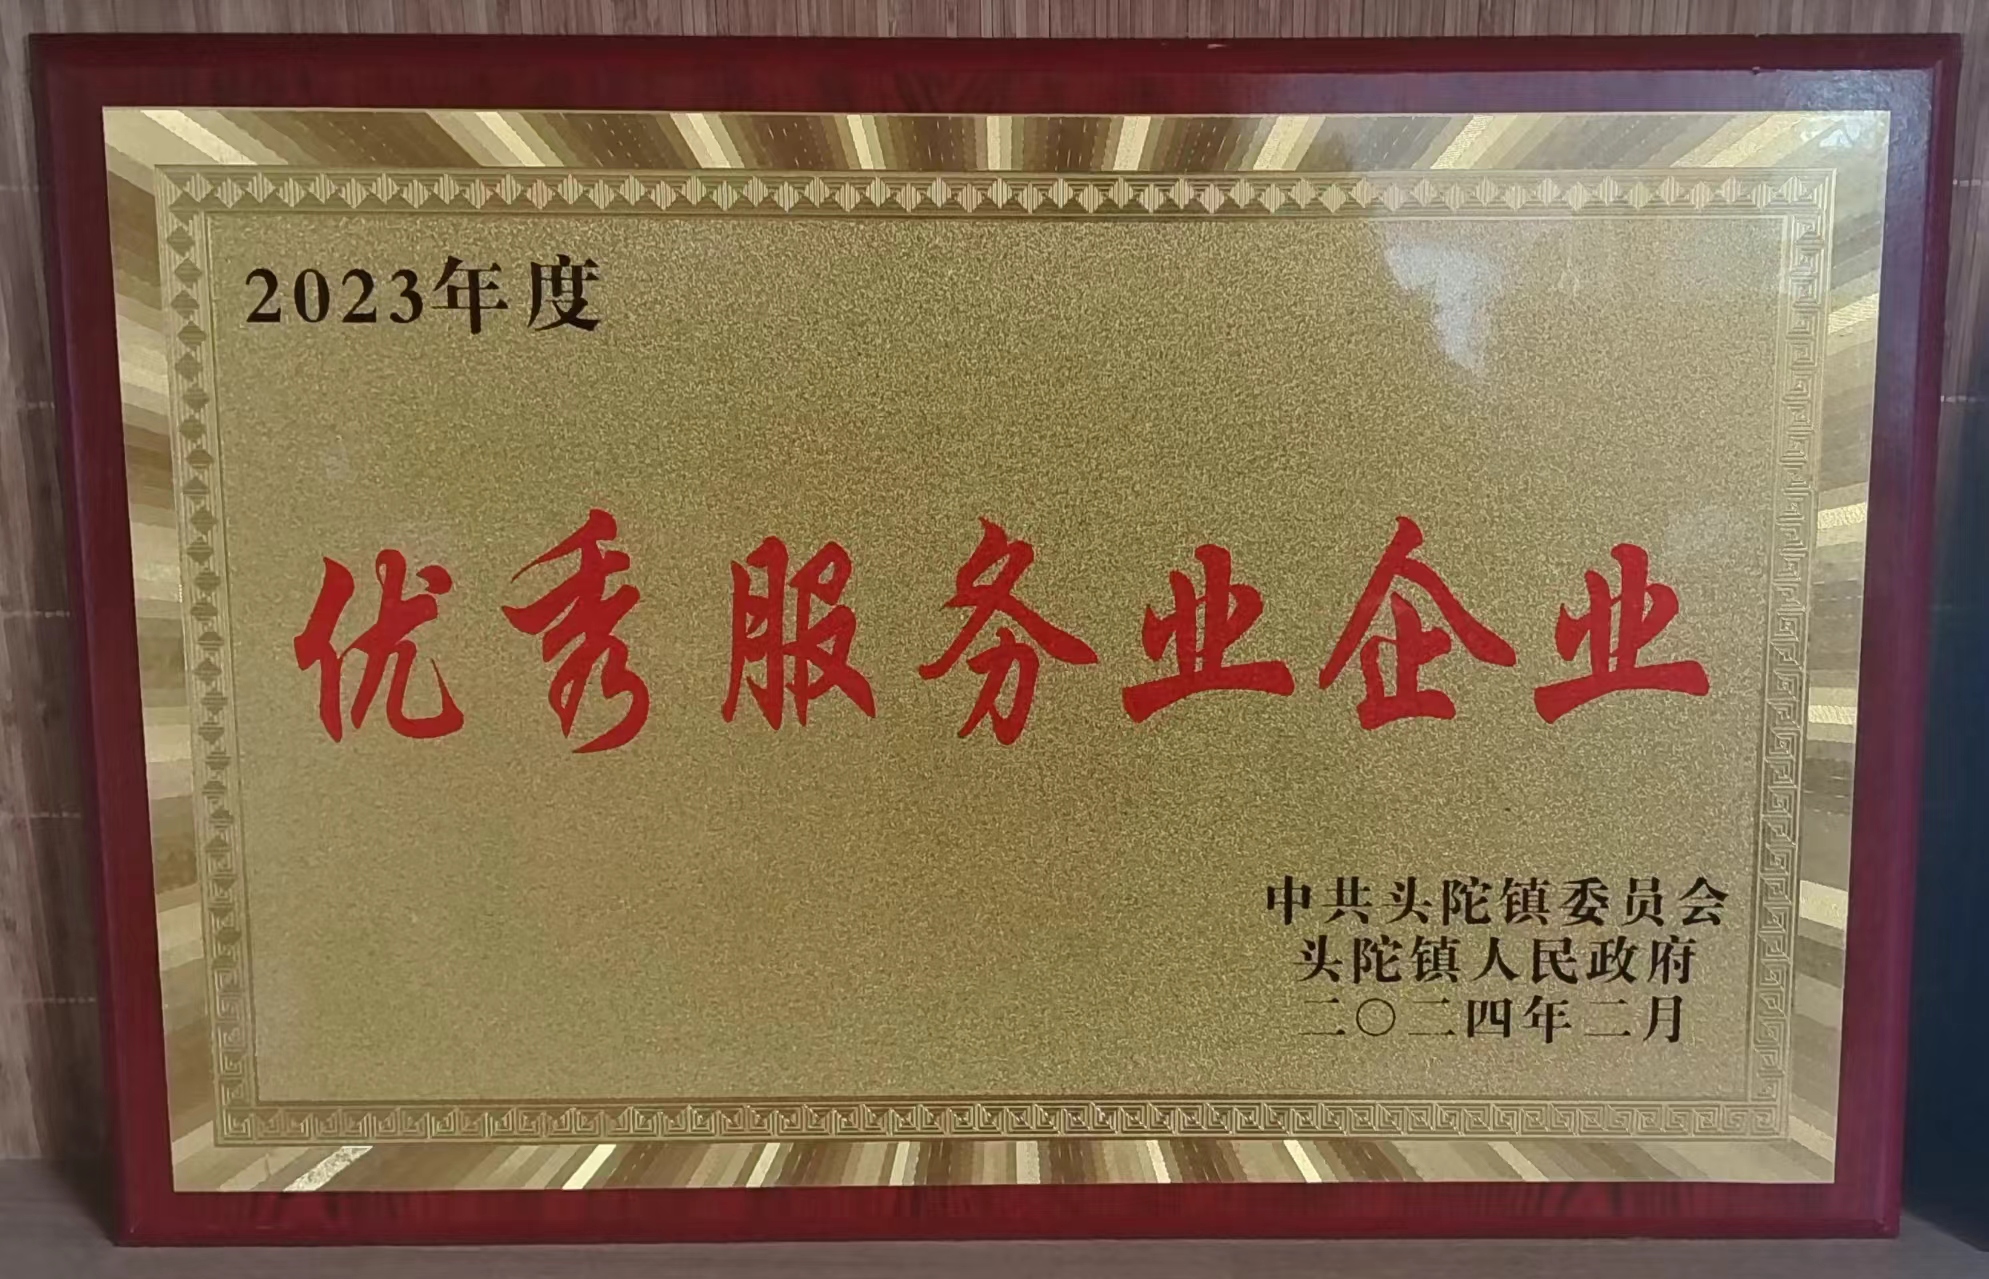 2023年度
优秀服务业企业
中共头陀镇委员会
头陀镇人民政府
二〇二四年二月